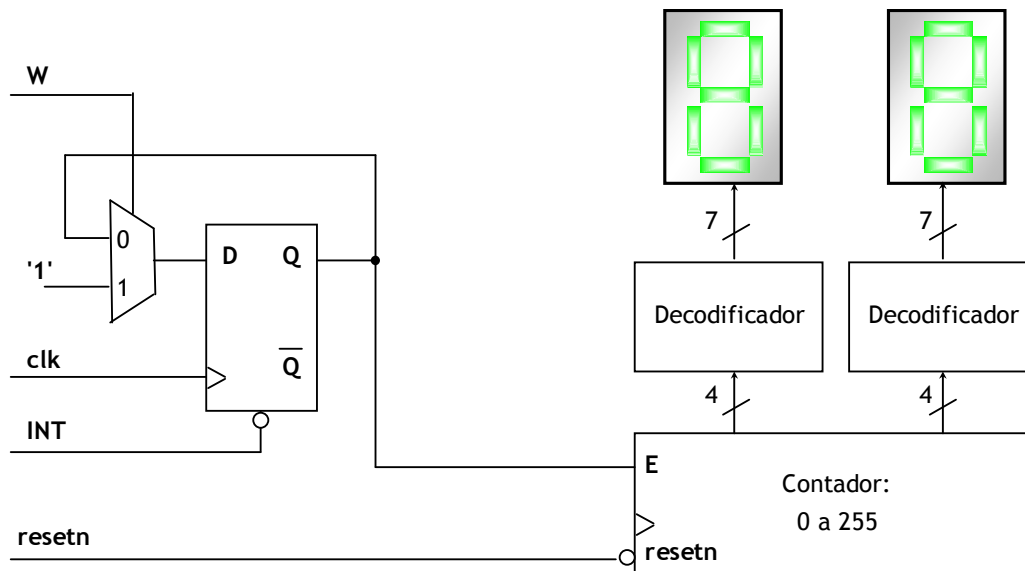 W
0
'1'
1
D Q
Q
clk
INT
resetn
7 7
Decodificador Decodificador
4 4
E
Contador:
0 a 255
resetn